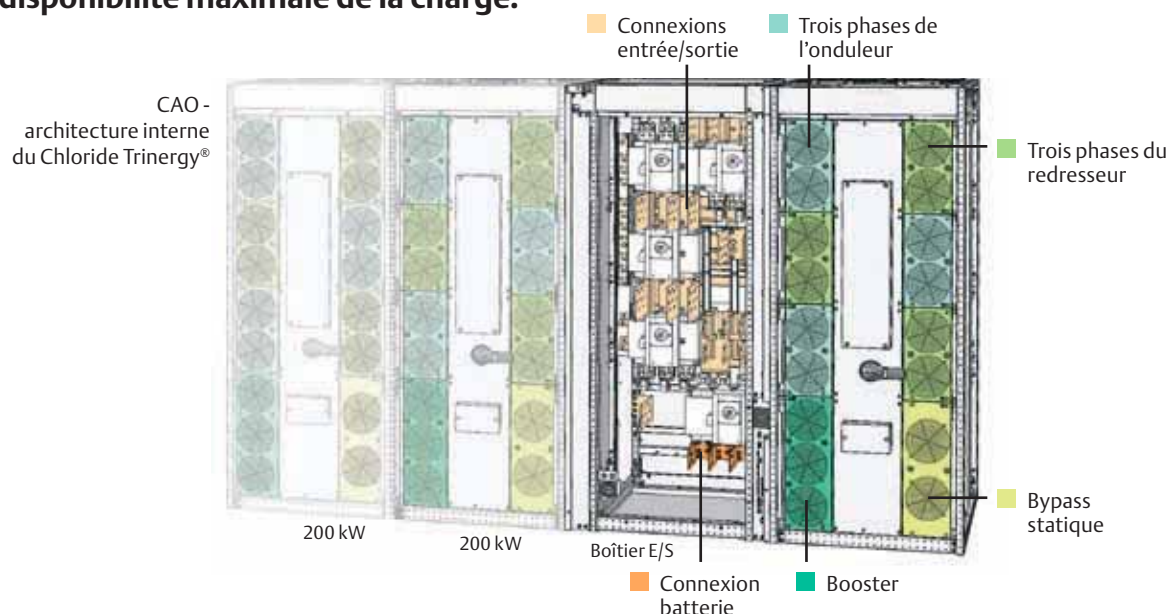 disponibilité maximale de la charge.
Connexions
entrée/sortie
Trois phases de
l'onduleur
CAO -
architecture interne
du Chloride Trinergy®
Trois phases du
redresseur
Bypass
statique
200 kW
200 kW
Boîtier E/S
Connexion
batterie
Booster